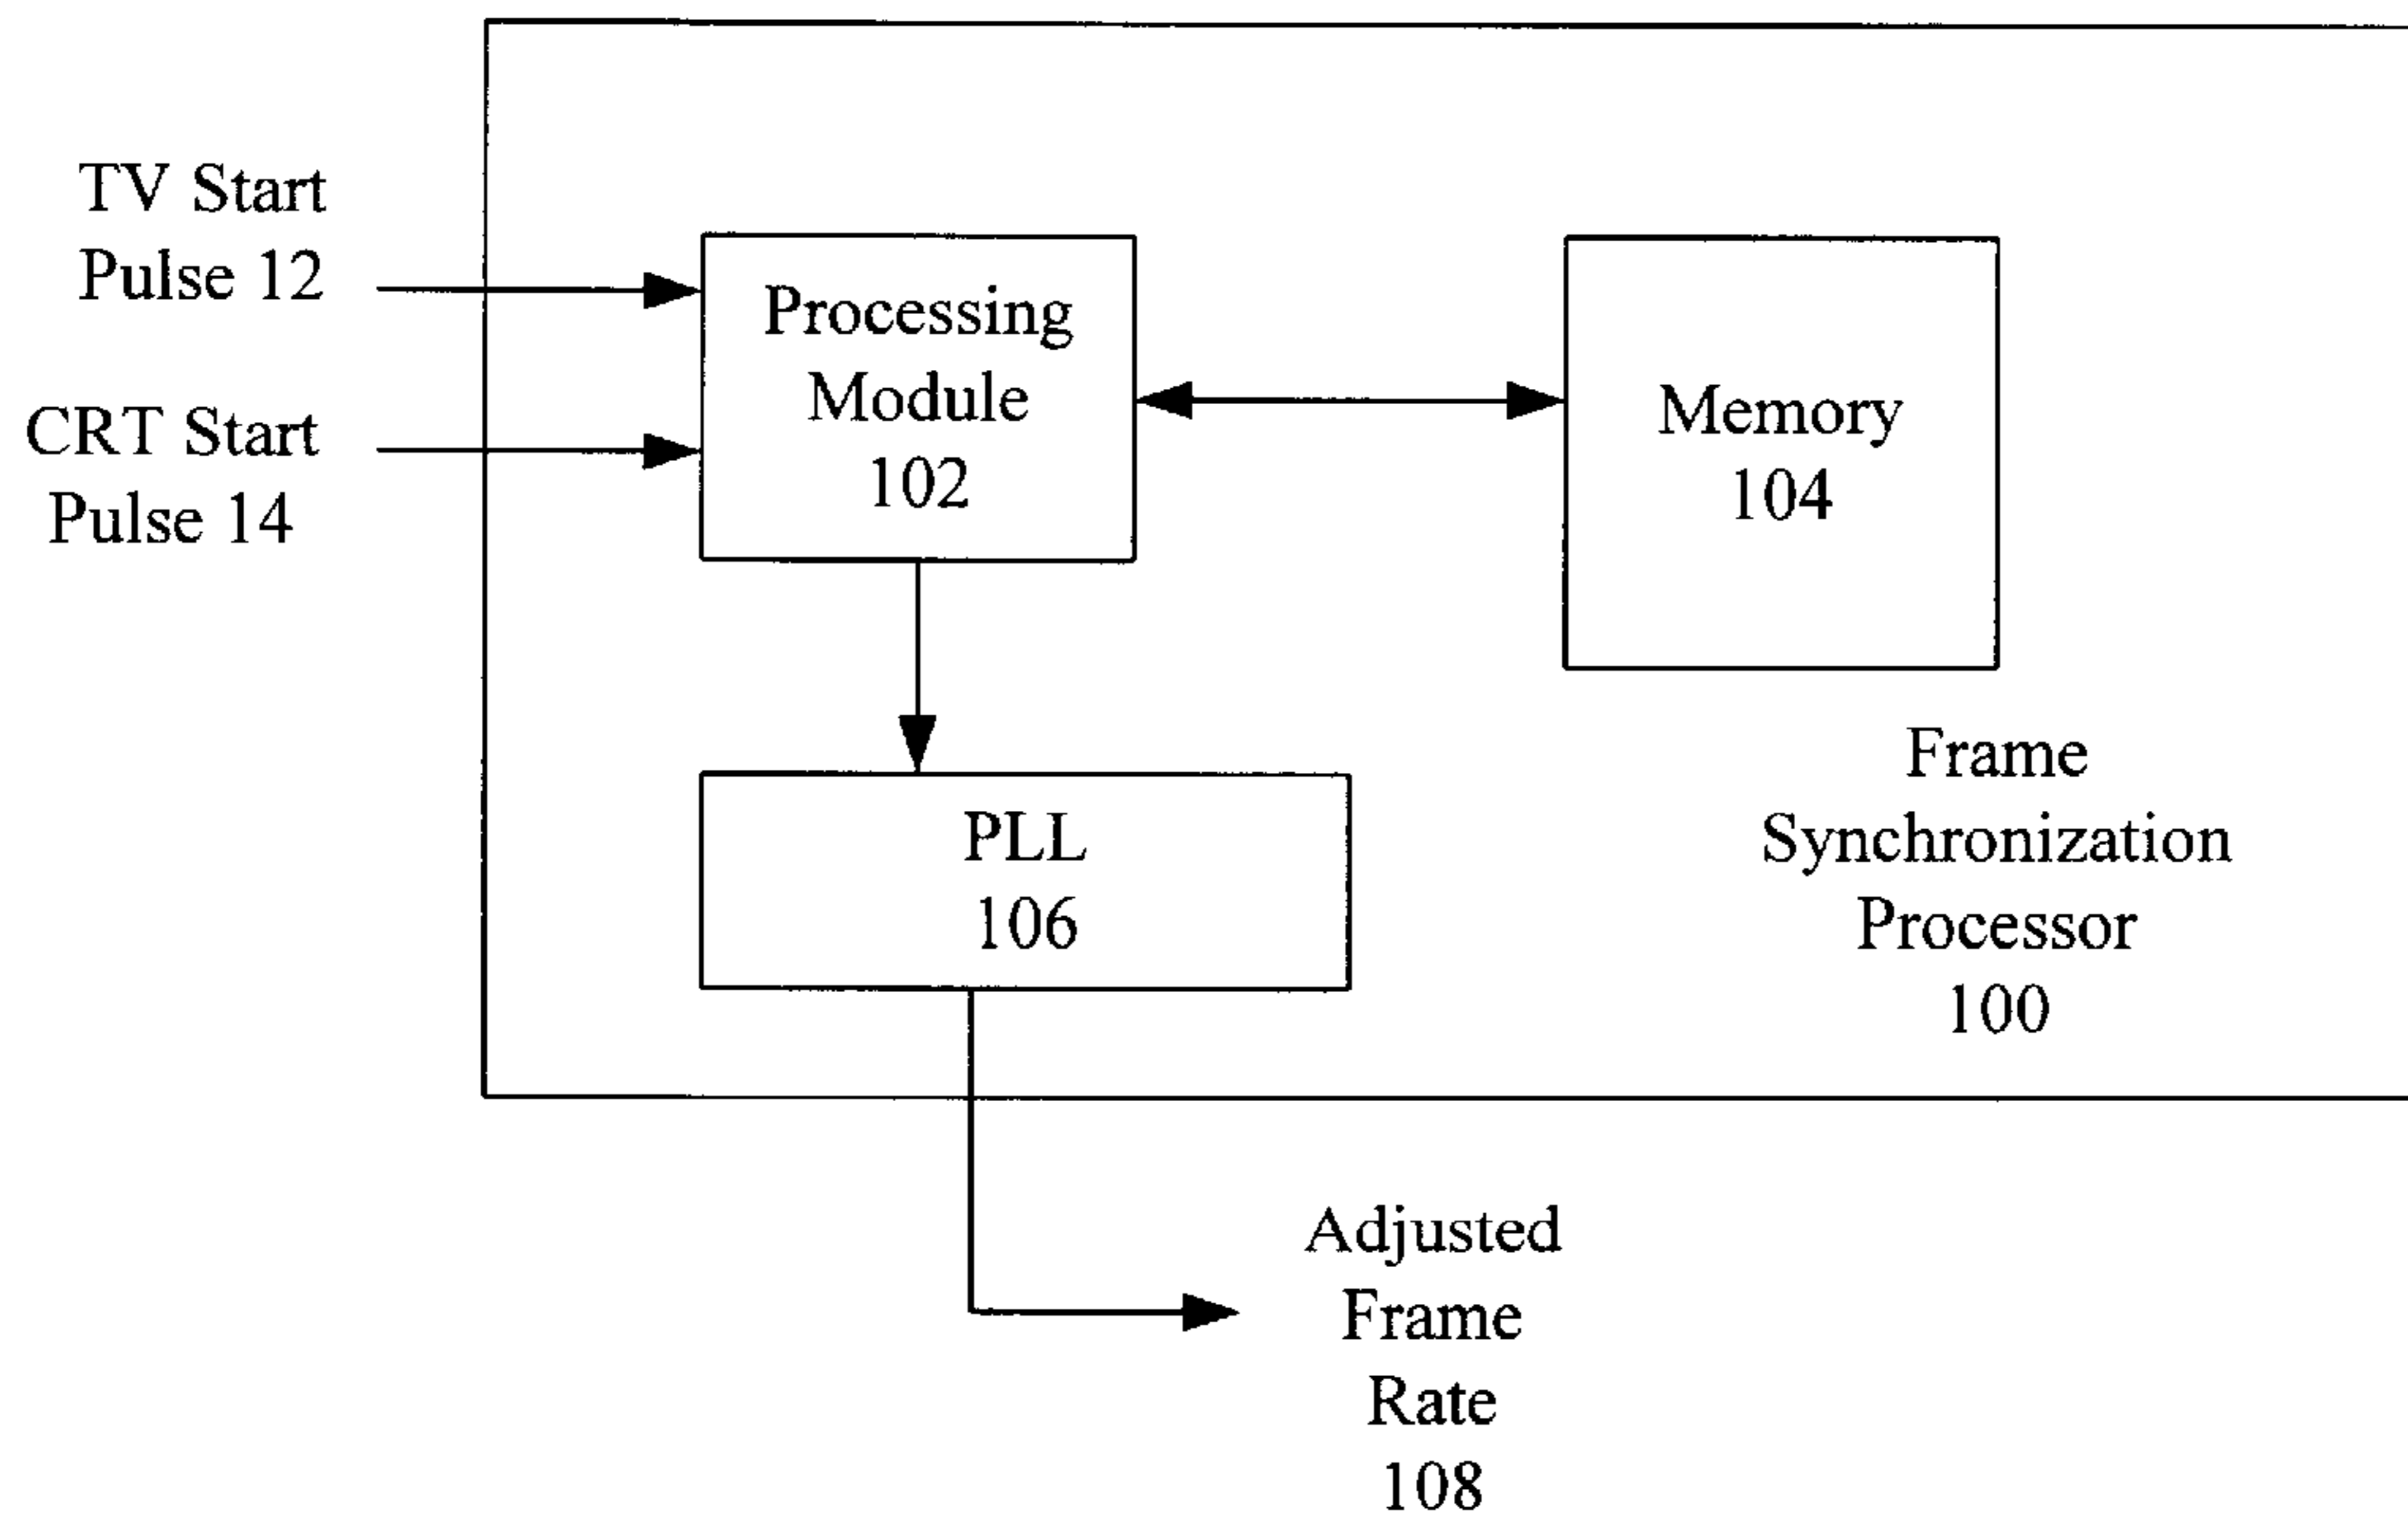 TV Start
Pulse 12
CRT Start
Pulse 14
Processing
Module
102
Memory
104
PLL
106
Frame
Synchronization
Processor
100
Adjusted
Frame
Rate
108